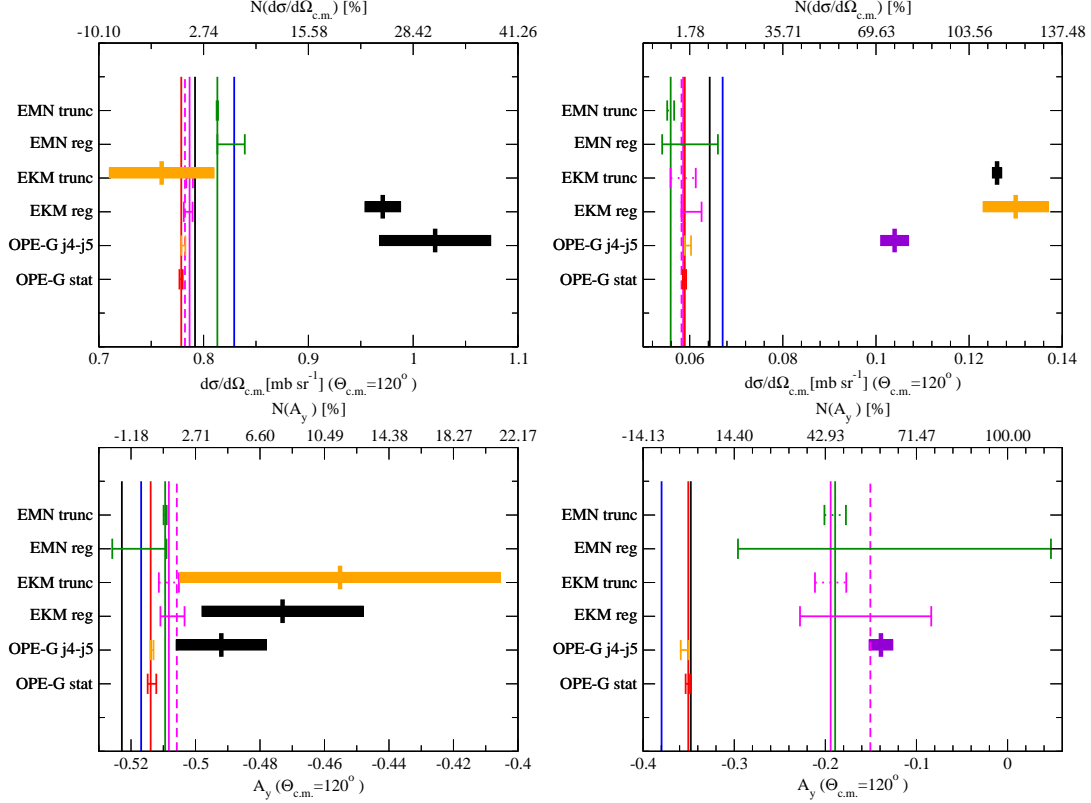 N(dσ/dΩc.m.) [%]
-10.10 2.74 15.58 28.42 41.26
EMN trunc
EMN reg
EKM trunc
EKM reg
OPE-G j4-j5
OPE-G stat
0.7 0.8 0.9 1 1.1
dσ/dΩc.m.[mb sr-1] (Θc.m.=120o)
N(dσ/dΩc.m.) [%]
1.78 35.71 69.63 103.56 137.48
EMN trunc
EMN reg
EKM trunc
EKM reg
OPE-G j4-j5
OPE-G stat
0.06 0.08 0.1 0.12 0.14
dσ/dΩc.m.[mb sr-1] (Θc.m.=120o)
N(Ay) [%]
-1.18 2.71 6.60 10.49 14.38 18.27 22.17
EMN trunc
EMN reg
EKM trunc
EKM reg
OPE-G j4-j5
OPE-G stat
-0.52 -0.5 -0.48 -0.46 -0.44 -0.42 -0.4
Ay (Θc.m.=120o)
N(Ay) [%]
-14.13 14.40 42.93 71.47 100.00
EMN trunc
EMN reg
EKM trunc
EKM reg
OPE-G j4-j5
OPE-G stat
-0.4 -0.3 -0.2 -0.1 0
Ay (Θc.m.=120o)